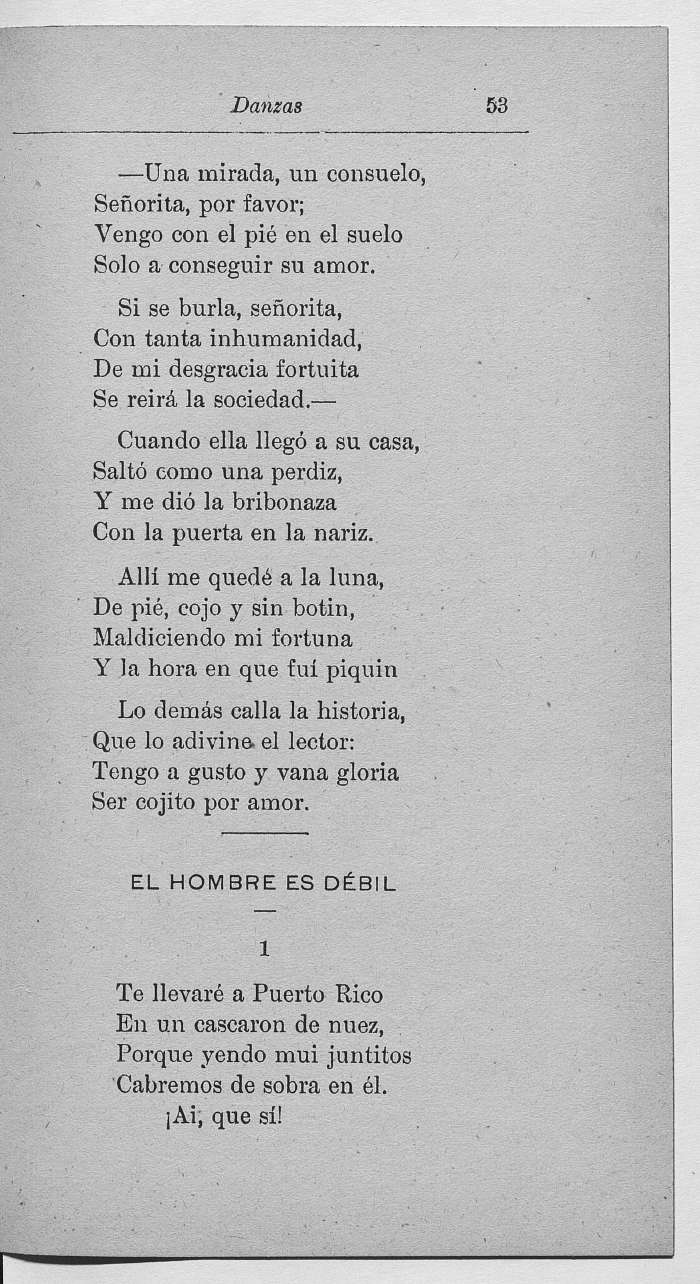 Danzas 53
—Una mirada, un consuelo,
Señorita, por favor;
Vengo con el pié en el suelo
Solo a conseguir su amor.
Si se burla, señorita,
Con tanta inhumanidad,
De mi desgracia fortuita
Se reirá la sociedad.—
Cuando ella llegó a su casa,
Saltó como una perdiz,
Y me dió la bribonaza
Con la puerta en la nariz.
Allí me quedé a la luna,
De pié, cojo y sin botin,
Maldiciendo mi fortuna
Y la hora en que fuí piquin
Lo demás calla la historia,
Que lo adivine el lector:
Tengo a gusto y vana gloria
Ser cojito por amor.
EL HOMBRE ES DÉBIL
1
Te llevaré a Puerto Rico
En un cascaron de nuez,
Porque yendo mui juntitos
Cabremos de sobra en él.
¡Ai, que sí!